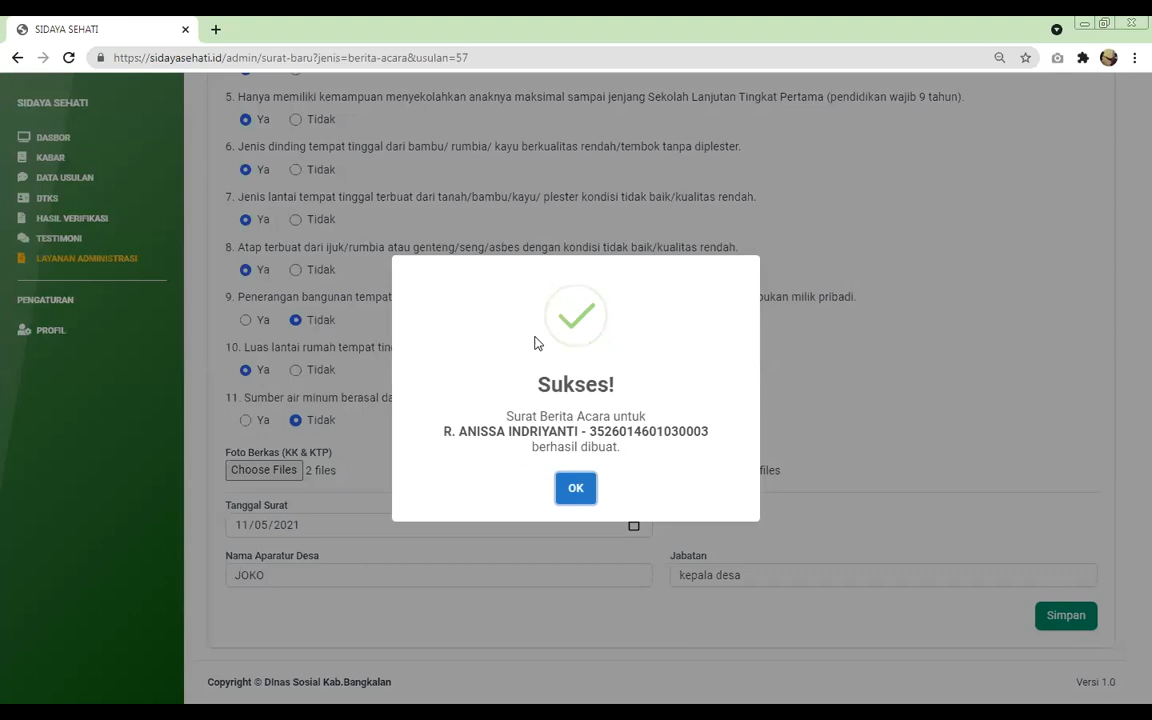 SIDAYA SEHATI
https://sidayasehati.id/admin/surat-baru?jenis=berita-acara&usulan=57
SIDAYA SEHATI
DASBOR
KABAR
DATA USULAN
DTKS
HASIL VERIFIKASI
TESTIMONI
LAYANAN ADMINISTRASI
PENGATURAN
PROFIL
5. Hanya memiliki kemampuan menyekolahkan anaknya maksimal sampai jenjang Sekolah Lanjutan Tingkat Pertama (pendidikan wajib 9 tahun).
Ya Tidak
6. Jenis dinding tempat tinggal dari bambu/ rumbia/ kayu berkualitas rendah/tembok tanpa diplester.
Ya Tidak
7. Jenis lantai tempat tinggal terbuat dari tanah/bambu/kayu/ plester kondisi tidak baik/kualitas rendah.
Ya Tidak
8. Atap terbuat dari ijuk/rumbia atau genteng/seng/asbes dengan kondisi tidak baik/kualitas rendah.
Ya Tidak
9. Penerangan bangunan tempat bukan milik pribadi.
Ya Tidak
10. Luas lantai rumah tempat
Ya Tidak
11. Sumber air minum berasal
Ya Tidak
Foto Berkas (KK & KTP)
Choose Files 2 files files
Tanggal Surat
11/05/2021
Nama Aparatur Desa Jabatan
JOKO kepala desa
Simpan
Sukses!
Surat Berita Acara untuk
R. ANISSA INDRIYANTI - 3526014601030003
berhasil dibuat.
OK
Copyright © Dinas Sosial Kab.Bangkalan Versi 1.0